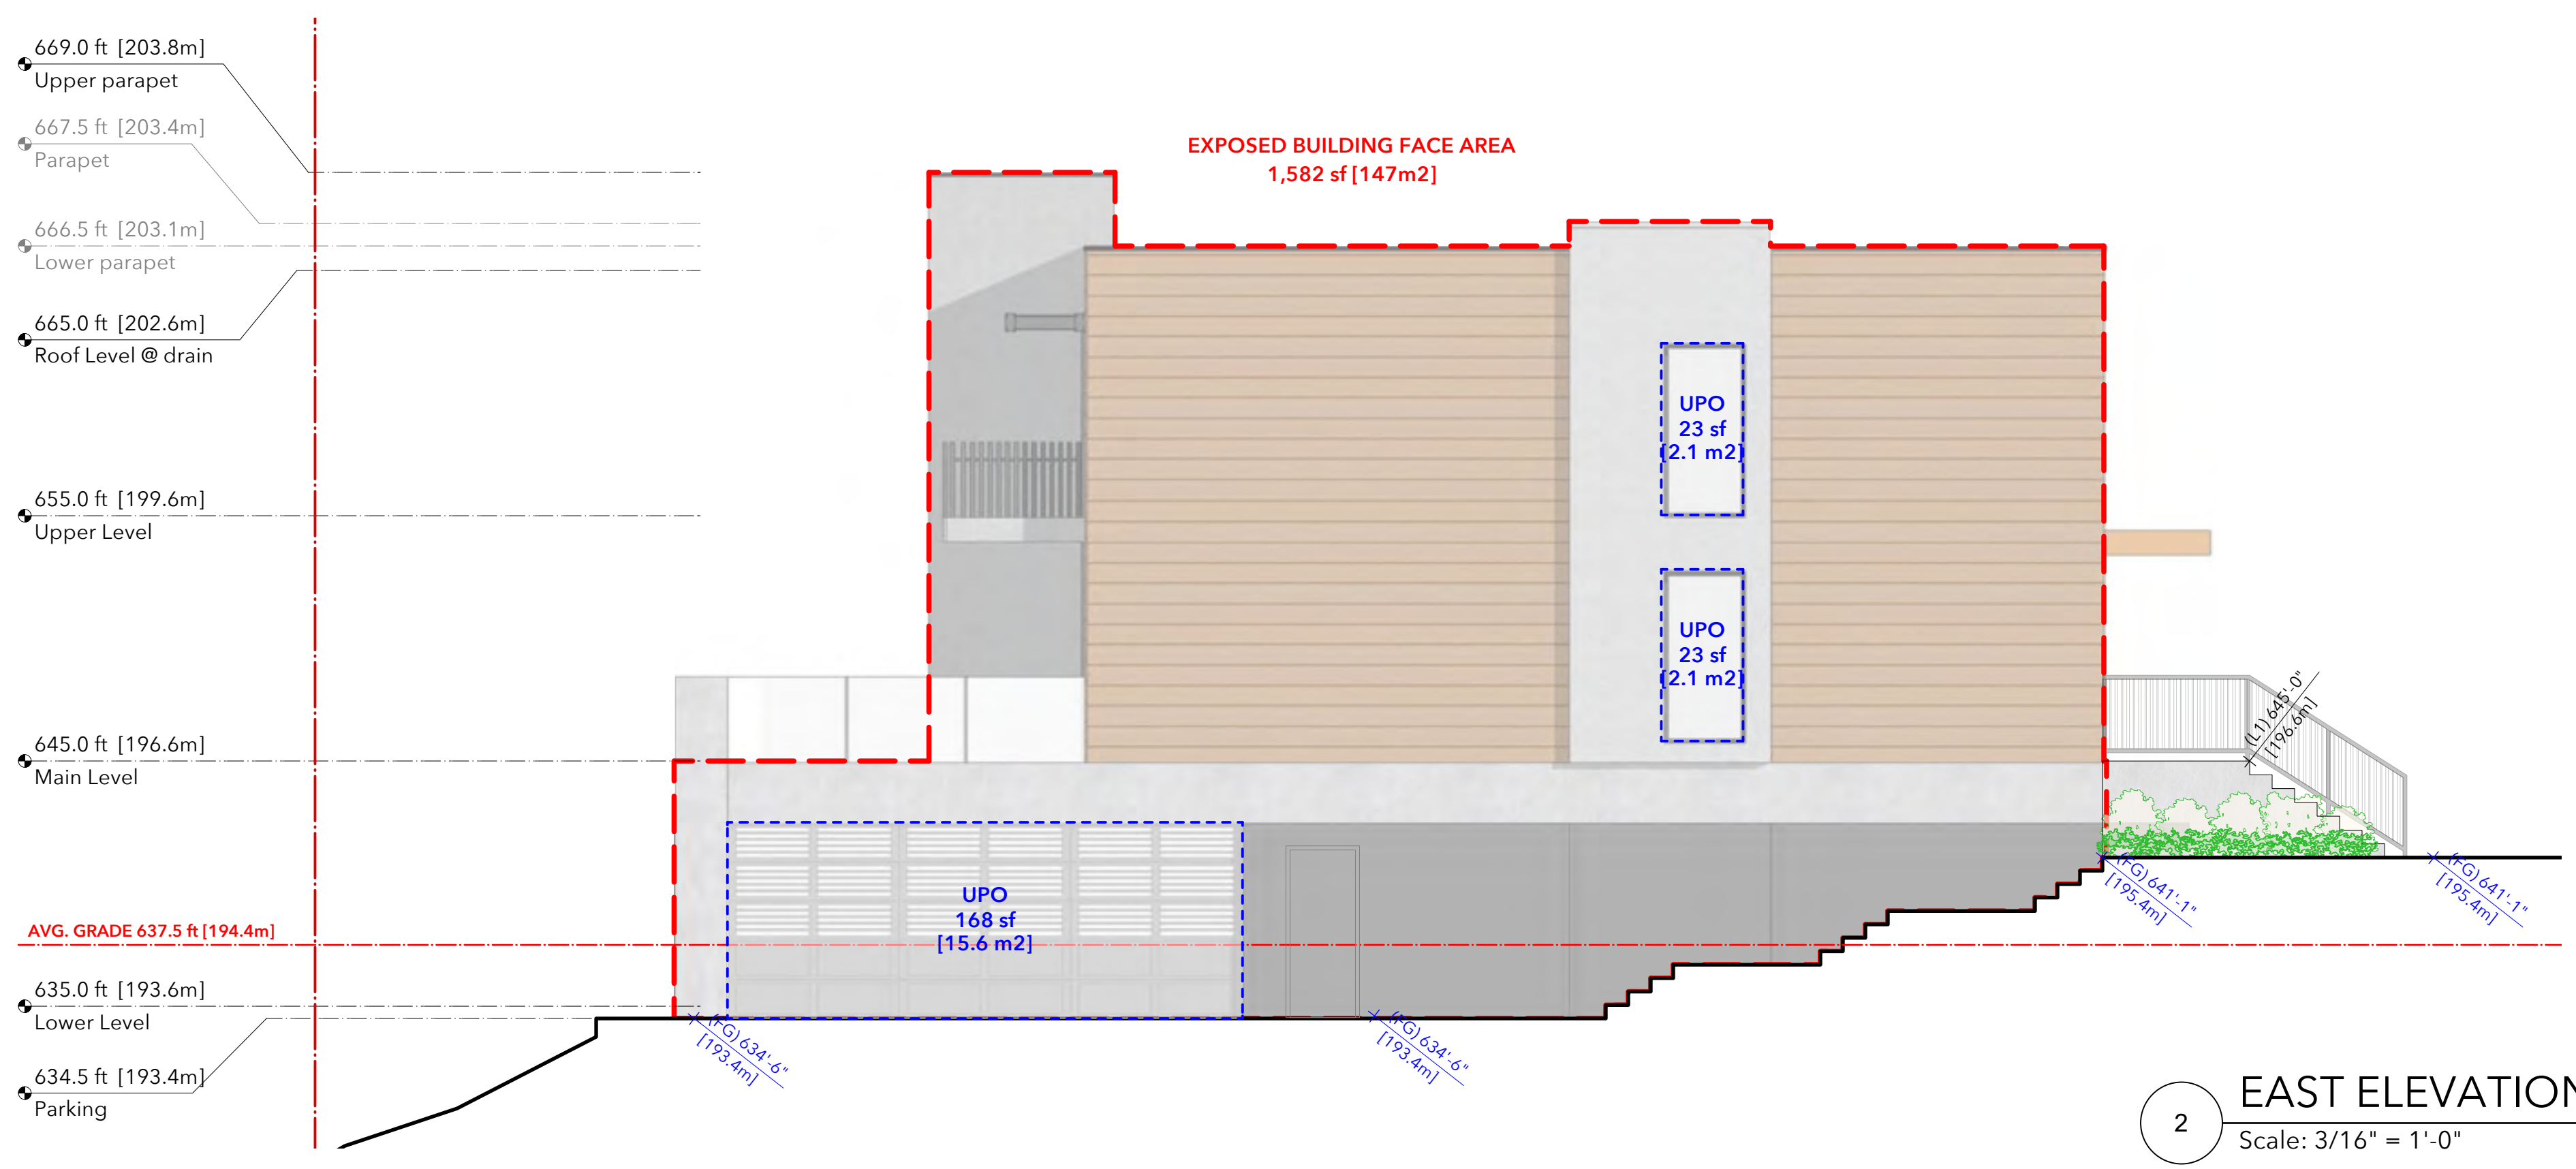 669.0 ft [203.8m]
Upper parapet
667.5 ft [203.4m]
Parapet
666.5 ft [203.1m]
Lower parapet
665.0 ft [202.6m]
Roof Level @ drain
655.0 ft [199.6m]
Upper Level
645.0 ft [196.6m]
Main Level
AVG. GRADE 637.5 ft [194.4m]
635.0 ft [193.6m]
Lower Level
634.5 ft [193.4m]
Parking
EXPOSED BUILDING FACE AREA
1,582 sf [147m2]
UPO
23 sf
[2.1 m2]
UPO
23 sf
[2.1 m2]
UPO
168 sf
[15.6 m2]
(L1) 645'-0"
[196.6m]
(FG) 641'-1"
[195.4m]
(FG) 641'-1"
[195.4m]
(FG) 634'-6"
[193.4m]
(FG) 634'-6"
[193.4m]
2
EAST ELEVATION
Scale: 3/16" = 1'-0"